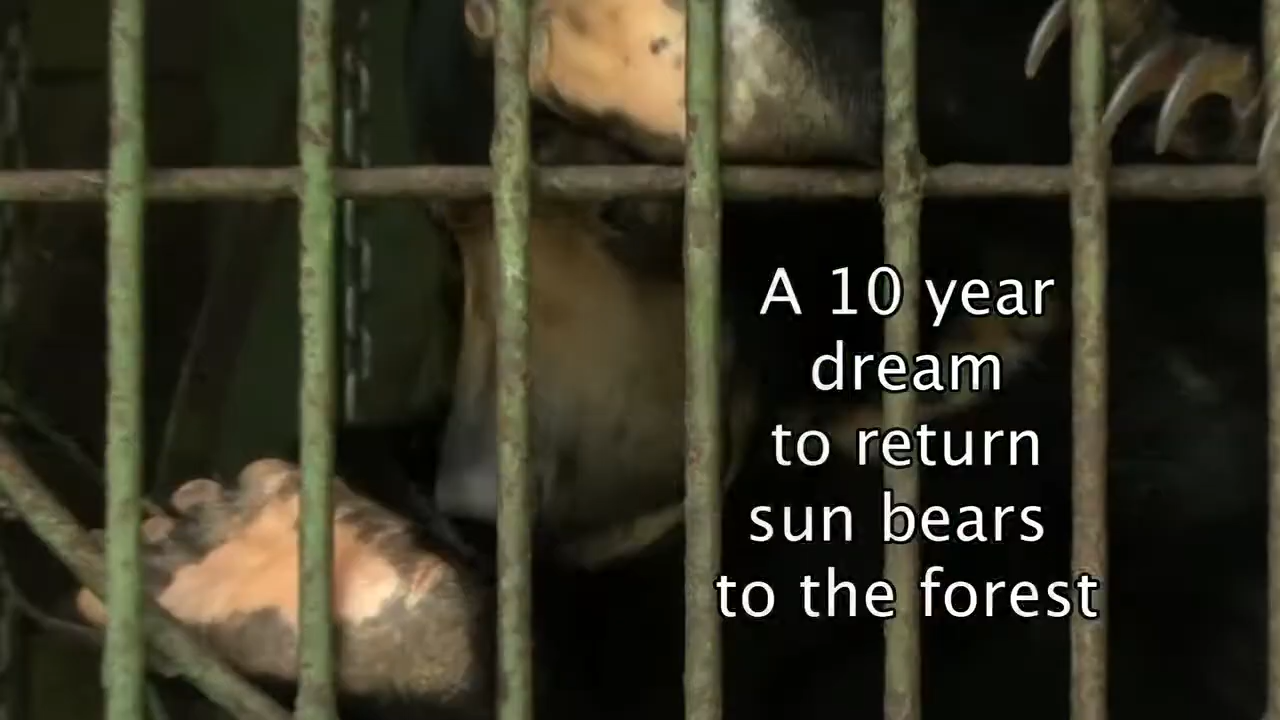 A 10 year
dream
to return
sun bears
to the forest